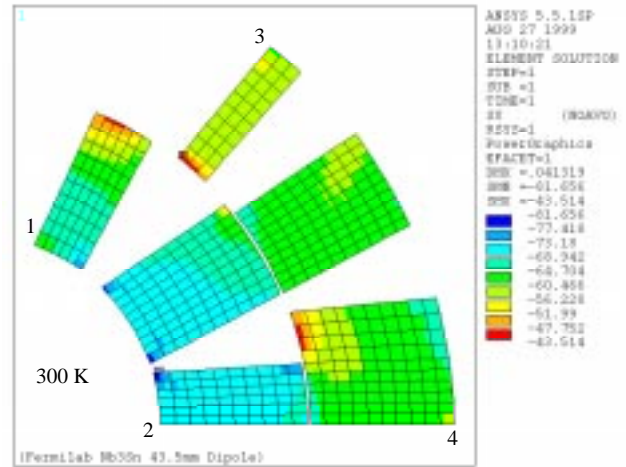 1
ANSYS 5.5.1SP
AUG 27 1999
13:10:21
ELEMENT SOLUTION
STEP=1
SUB =1
TIME=1
(NOAVG)
RSYS=1
PowerGraphics
EFACET=1
DMX =.041319
SMN =-81.656
SMX =-43.514
-81.656
-77.418
-73.18
-68.942
-64.704
-60.466
-56.228
-51.99
-47.752
-43.514
3
1
300 K
2
4
(Fermilab Nb3Sn 43.5mm Dipole)